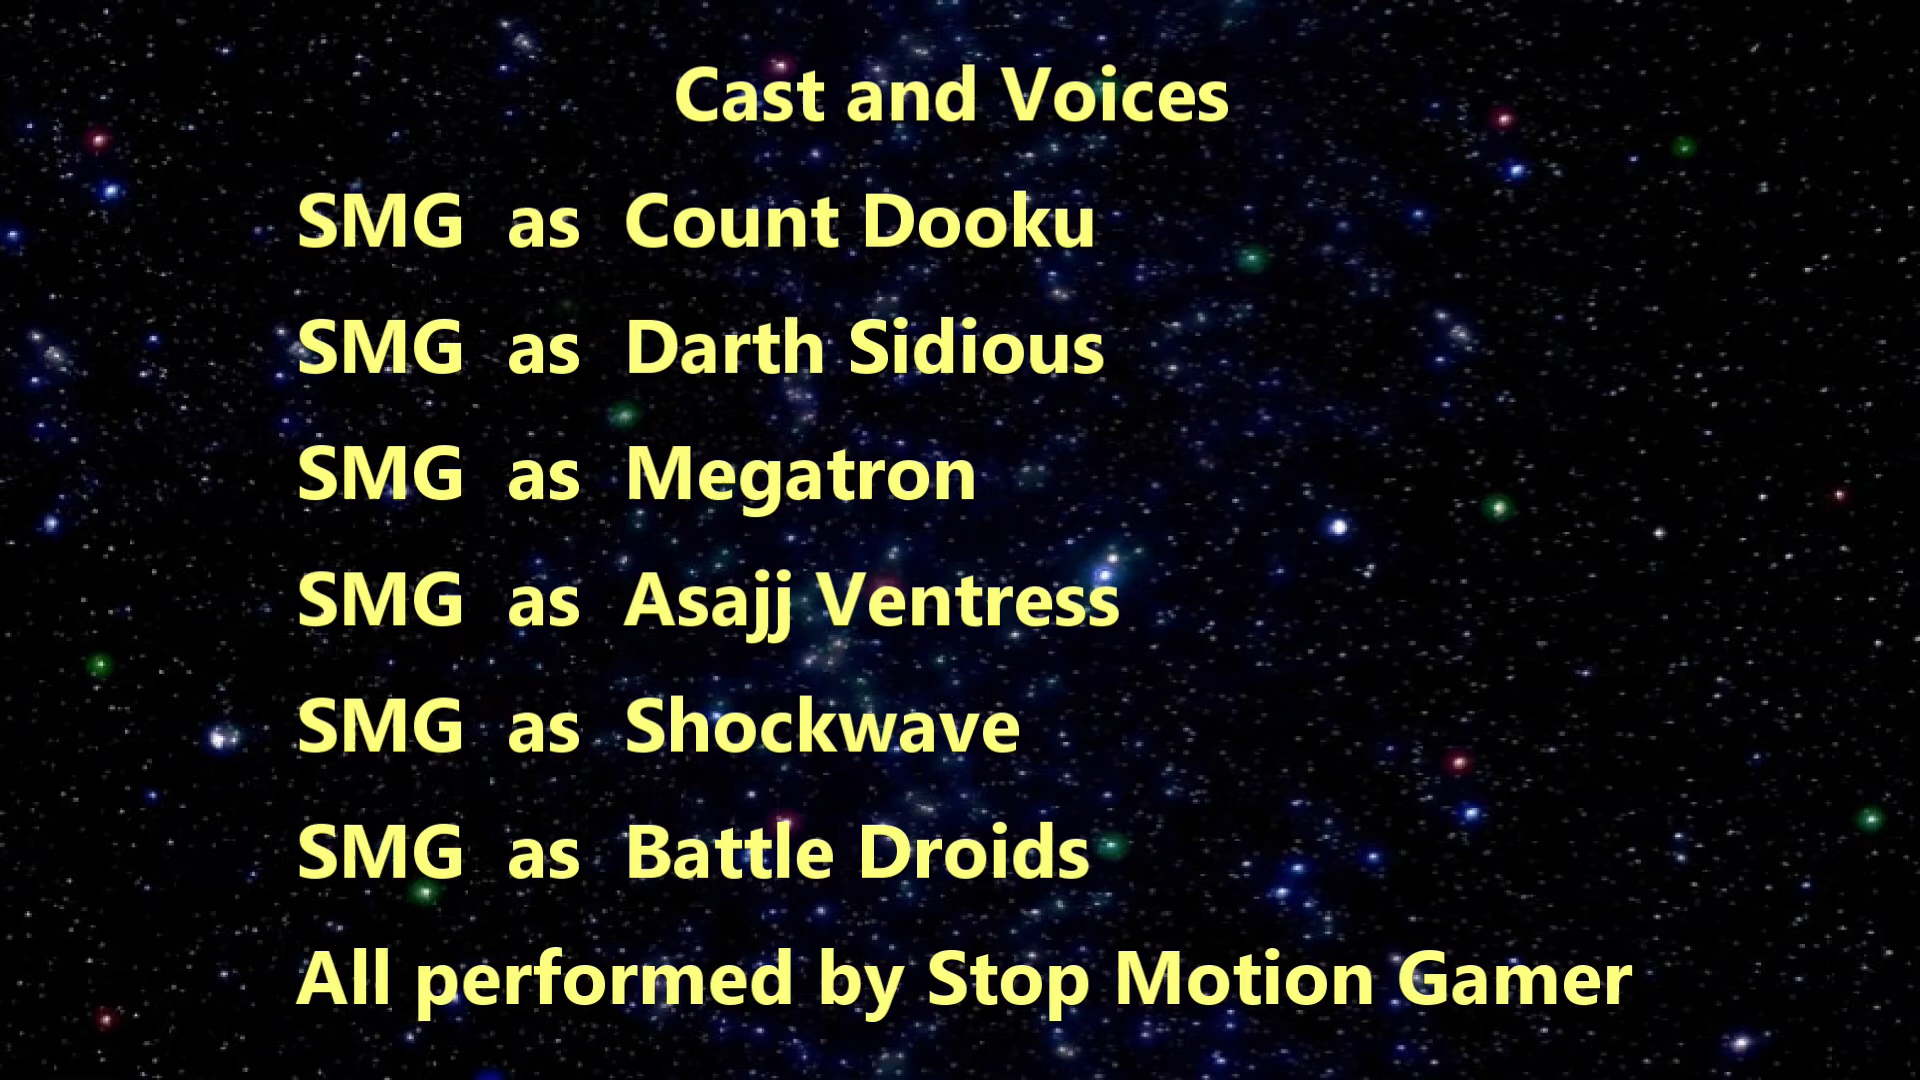 Cast and Voices
SMG as Count Dooku
SMG as Darth Sidious
SMG as Megatron
SMG as Asajj Ventress
SMG as Shockwave
SMG as Battle Droids
All performed by Stop Motion Gamer